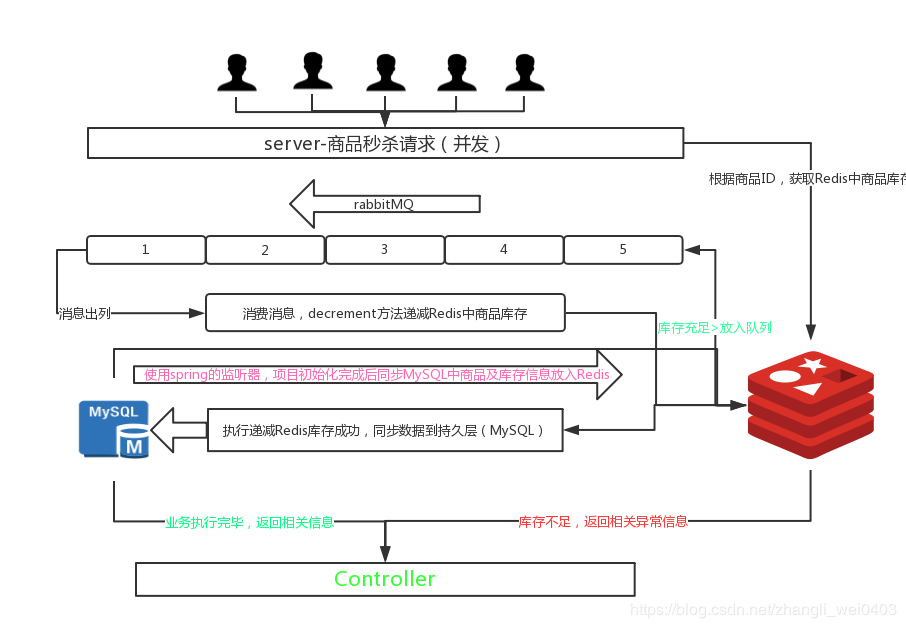 server-商品秒杀请求（并发）
根据商品ID，获取Redis中商品库存
rabbitMQ
1
2
3
4
5
消息出列
消费消息，decrement方法递减Redis中商品库存
库存充足>放入队列
使用spring的监听器，项目初始化完成后同步MySQL中商品及库存信息放入Redis
MySQL
M
执行递减Redis库存成功，同步数据到持久层（MySQL）
业务执行完毕，返回相关信息
库存不足，返回相关异常信息
Controller
https://blog.csdn.net/zhangli_wei0403